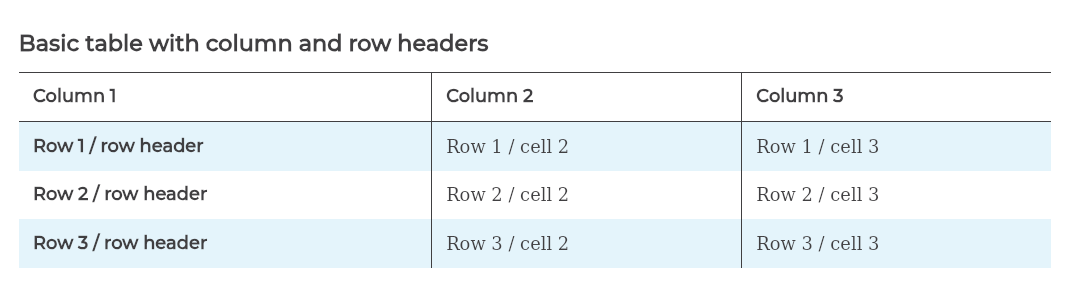 Basic table with column and row headers
Column 1 Column 2 Column 3
Row 1 / row header Row 1 / cell 2 Row 1 / cell 3
Row 2 / row header Row 2 / cell 2 Row 2 / cell 3
Row 3 / row header Row 3 / cell 2 Row 3 / cell 3